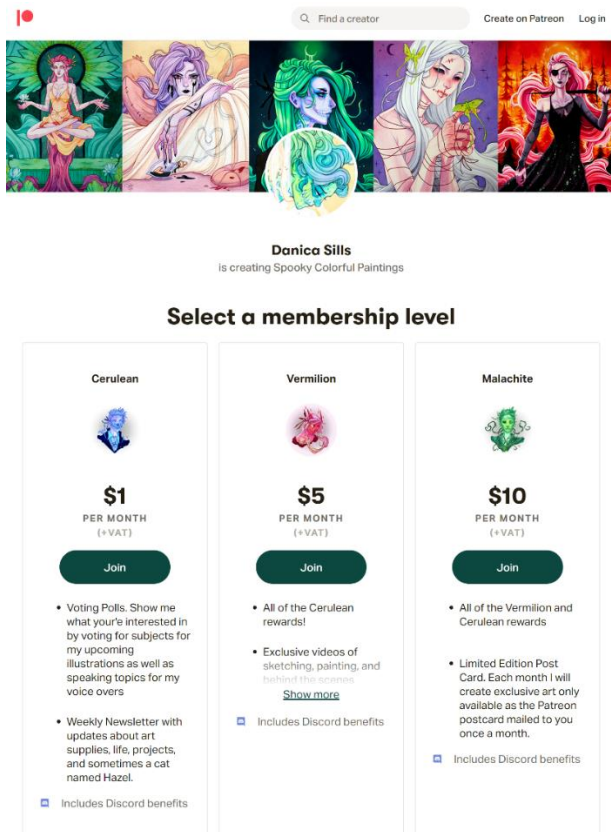 Find a creator
Create on Patreon
Log in
Danica Sills
is creating Spooky Colorful Paintings
Select a membership level
Cerulean
$1
PER MONTH
(+VAT)
Join
• Voting Polls. Show me
what your'e interested in
by voting for subjects for
my upcoming
illustrations as well as
speaking topics for my
voice overs
• Weekly Newsletter with
updates about art
supplies, life, projects,
and sometimes a cat
named Hazel.
Includes Discord benefits
Vermilion
$5
PER MONTH
(+VAT)
Join
• All of the Cerulean
rewards!
• Exclusive videos of
sketching, painting, and
behind the scenes
Show more
Includes Discord benefits
Malachite
$10
PER MONTH
(+VAT)
Join
• All of the Vermilion and
Cerulean rewards
• Limited Edition Post
Card. Each month I will
create exclusive art only
available as the Patreon
postcard mailed to you
once a month.
Includes Discord benefits